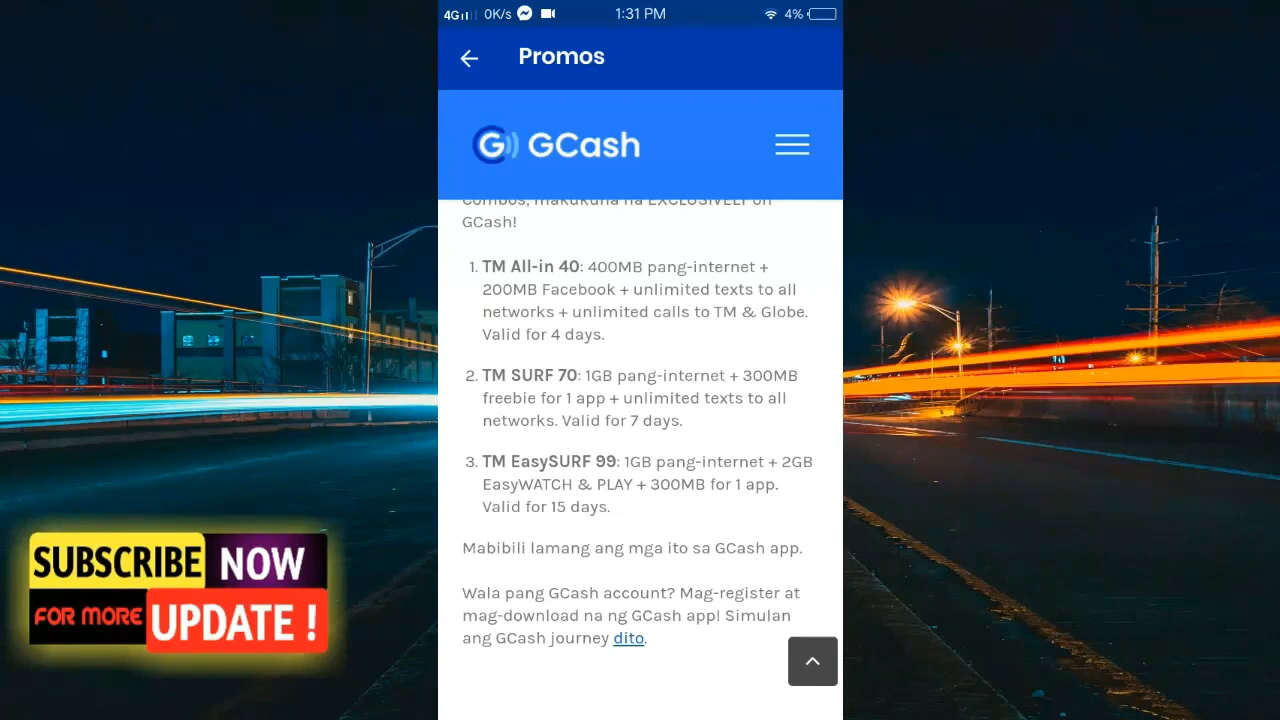 4G 0K/s 1:31 PM 4%
Promos
G GCash
Combos, makukuha na EXCLUSIVELY on
GCash!
1. TM All-in 40: 400MB pang-internet +
200MB Facebook + unlimited texts to all
networks + unlimited calls to TM & Globe.
Valid for 4 days.
2. TM SURF 70: 1GB pang-internet + 300MB
freebie for 1 app + unlimited texts to all
networks. Valid for 7 days.
3. TM EasySURF 99: 1GB pang-internet + 2GB
EasyWATCH & PLAY + 300MB for 1 app.
Valid for 15 days.
Mabibili lamang ang mga ito sa GCash app.
Wala pang GCash account? Mag-register at
mag-download na ng GCash app! Simulan
ang GCash journey dito.
SUBSCRIBE NOW
FOR MORE UPDATE !